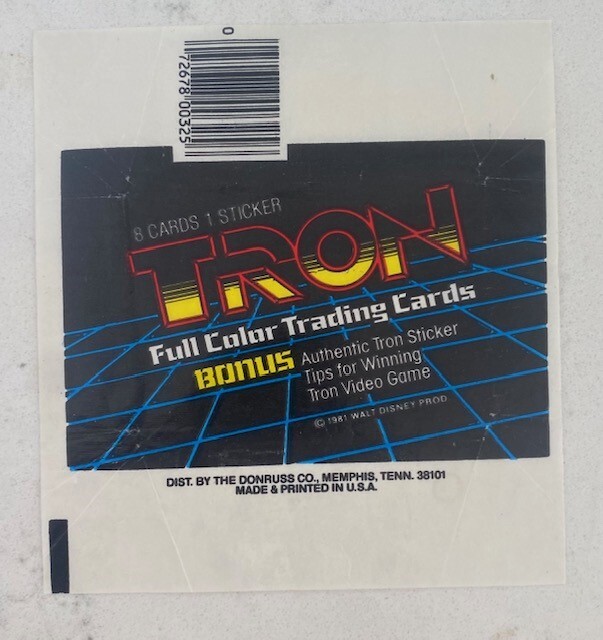 0
72678 00325
8 CARDS 1 STICKER
TRON
Full Color Trading Cards
BONUS Authentic Tron Sticker
Tips for Winning
Tron Video Game
© 1981 WALT DISNEY PROD
DIST. BY THE DONRUSS CO., MEMPHIS, TENN. 38101
MADE & PRINTED IN U.S.A.